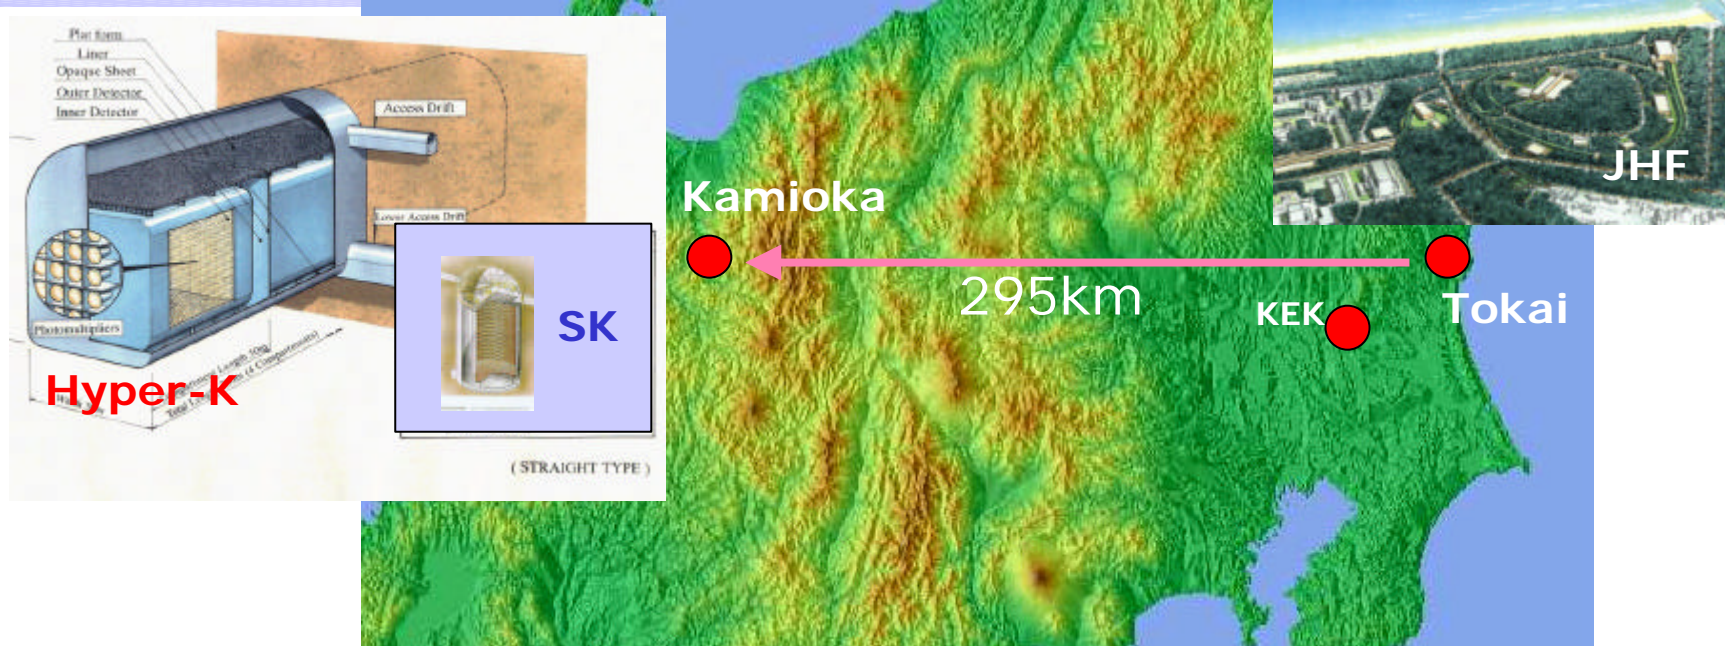 Plat form
Liner
Opaque Sheet
Outer Detector
Inner Detector
Access Drift
Lower Access Drift
Photomultipliers
Hyper-K
SK
( STRAIGHT TYPE )
Kamioka
295km
KEK
Tokai
JHF